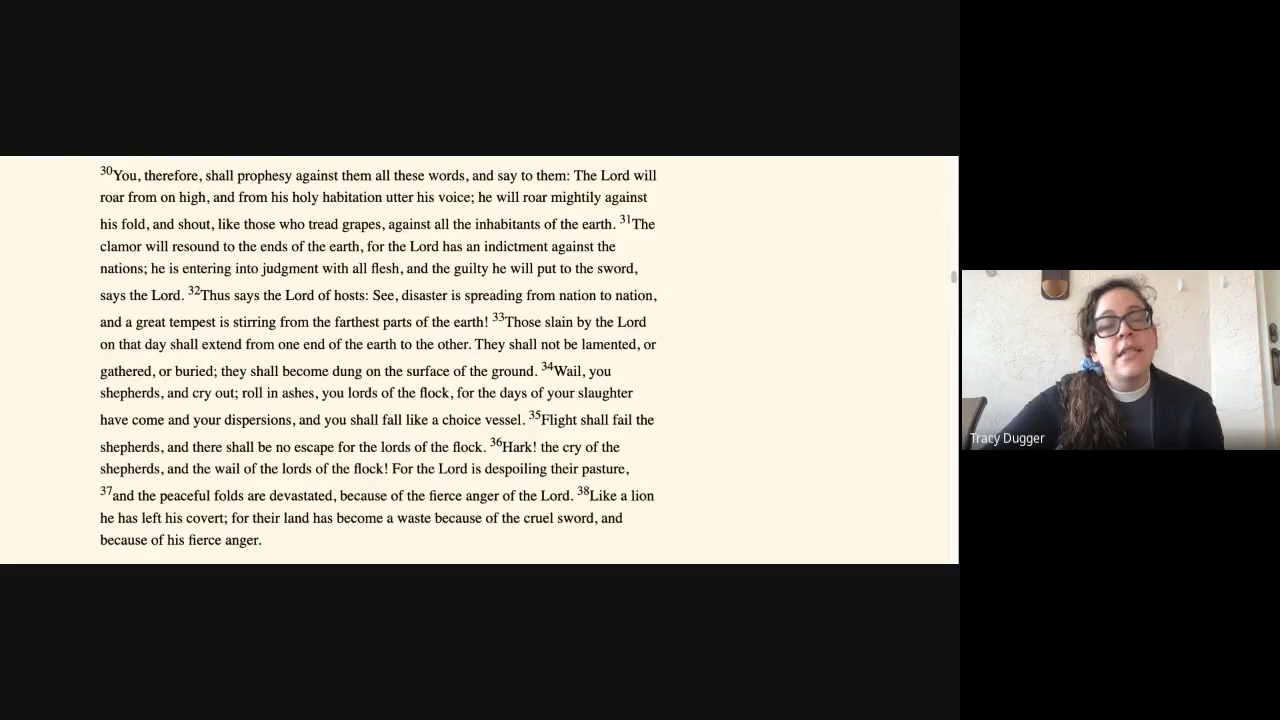 30You, therefore, shall prophesy against them all these words, and say to them: The Lord will
roar from on high, and from his holy habitation utter his voice; he will roar mightily against
his fold, and shout, like those who tread grapes, against all the inhabitants of the earth. 31The
clamor will resound to the ends of the earth, for the Lord has an indictment against the
nations; he is entering into judgment with all flesh, and the guilty he will put to the sword,
says the Lord. 32Thus says the Lord of hosts: See, disaster is spreading from nation to nation,
and a great tempest is stirring from the farthest parts of the earth! 33Those slain by the Lord
on that day shall extend from one end of the earth to the other. They shall not be lamented, or
gathered, or buried; they shall become dung on the surface of the ground. 34Wail, you
shepherds, and cry out; roll in ashes, you lords of the flock, for the days of your slaughter
have come and your dispersions, and you shall fall like a choice vessel. 35Flight shall fail the
shepherds, and there shall be no escape for the lords of the flock. 36Hark! the cry of the
shepherds, and the wail of the lords of the flock! For the Lord is despoiling their pasture,
37and the peaceful folds are devastated, because of the fierce anger of the Lord. 38Like a lion
he has left his covert; for their land has become a waste because of the cruel sword, and
because of his fierce anger.
Tracy Dugger